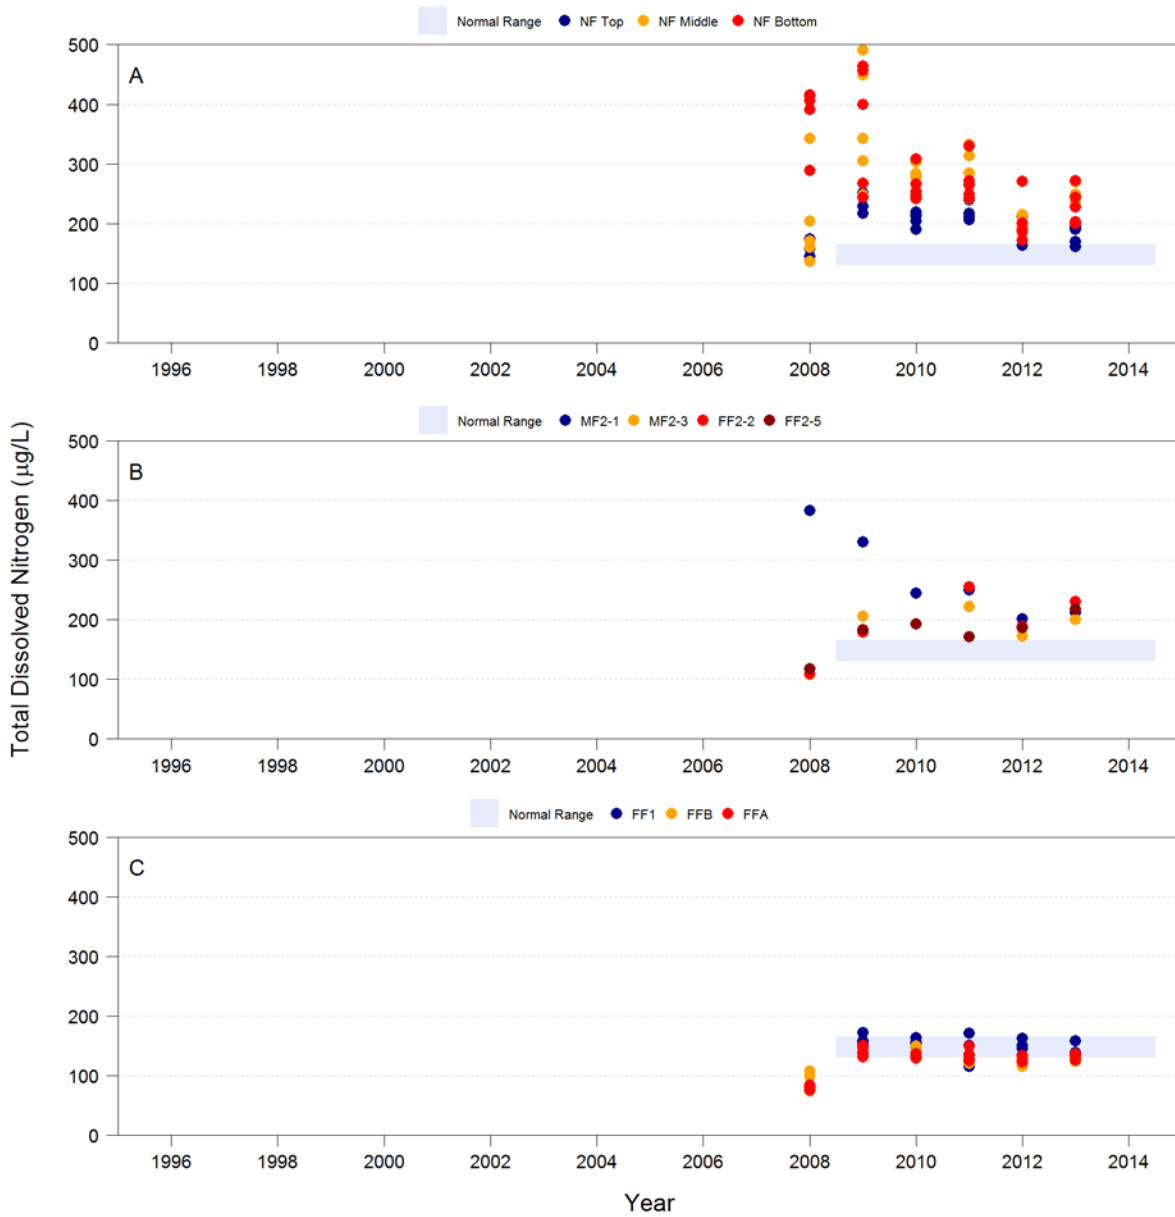 Normal Range NF Top NF Middle NF Bottom
A
500
400
300
200
100
0
1996 1998 2000 2002 2004 2006 2008 2010 2012 2014
Normal Range MF2-1 MF2-3 FF2-2 FF2-5
B
500
400
300
200
100
0
1996 1998 2000 2002 2004 2006 2008 2010 2012 2014
Total Dissolved Nitrogen (µg/L)
Normal Range FF1 FFB FFA
C
500
400
300
200
100
0
1996 1998 2000 2002 2004 2006 2008 2010 2012 2014
Year